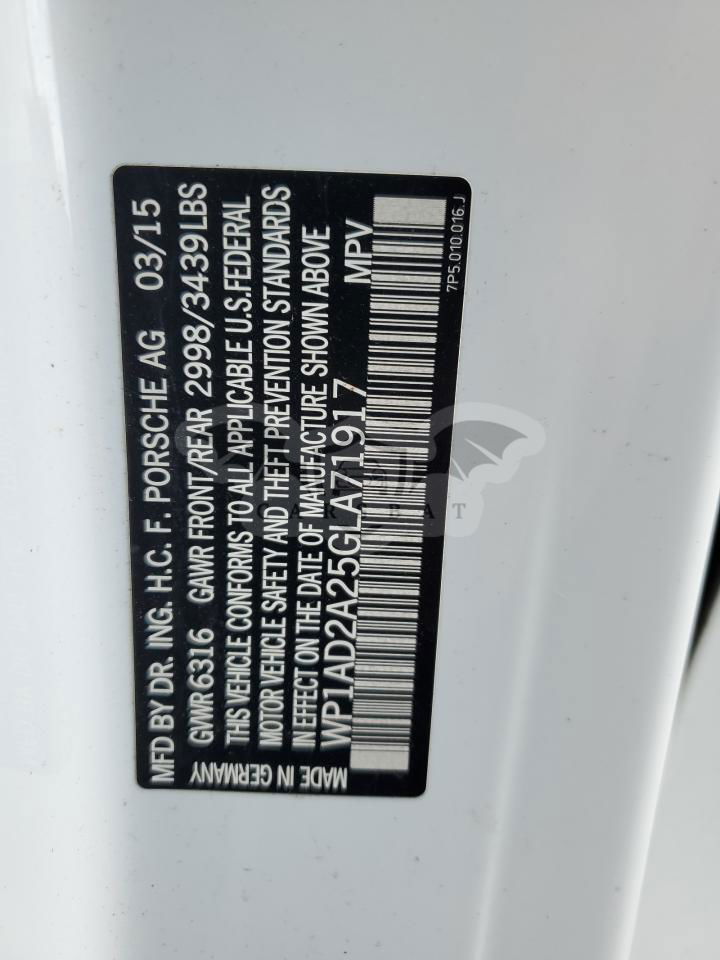 MFD BY DR. ING. H.C. F. PORSCHE AG 03/15
GVWR 6316 GAWR FRONT/REAR 2998/3439LBS
THIS VEHICLE CONFORMS TO ALL APPLICABLE U.S.FEDERAL
MOTOR VEHICLE SAFETY AND THEFT PREVENTION STANDARDS
IN EFFECT ON THE DATE OF MANUFACTURE SHOWN ABOVE
WP1AD2A25GLA71917 MPV
MADE IN GERMANY
7P5.010.016.J
CAR BAT